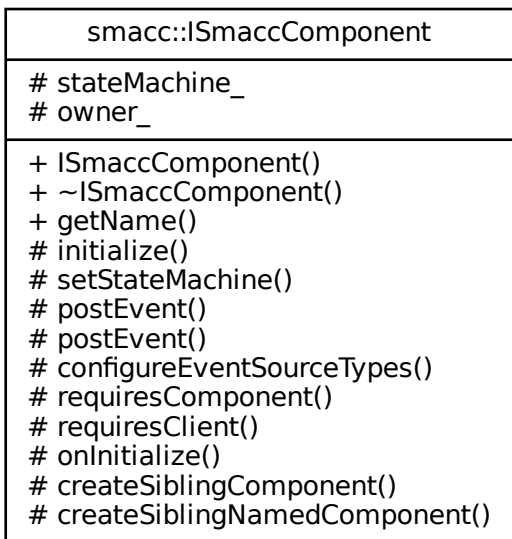 smacc::ISmaccComponent
# stateMachine_
# owner_
+ ISmaccComponent()
+ ~ISmaccComponent()
+ getName()
# initialize()
# setStateMachine()
# postEvent()
# postEvent()
# configureEventSourceTypes()
# requiresComponent()
# requiresClient()
# onInitialize()
# createSiblingComponent()
# createSiblingNamedComponent()